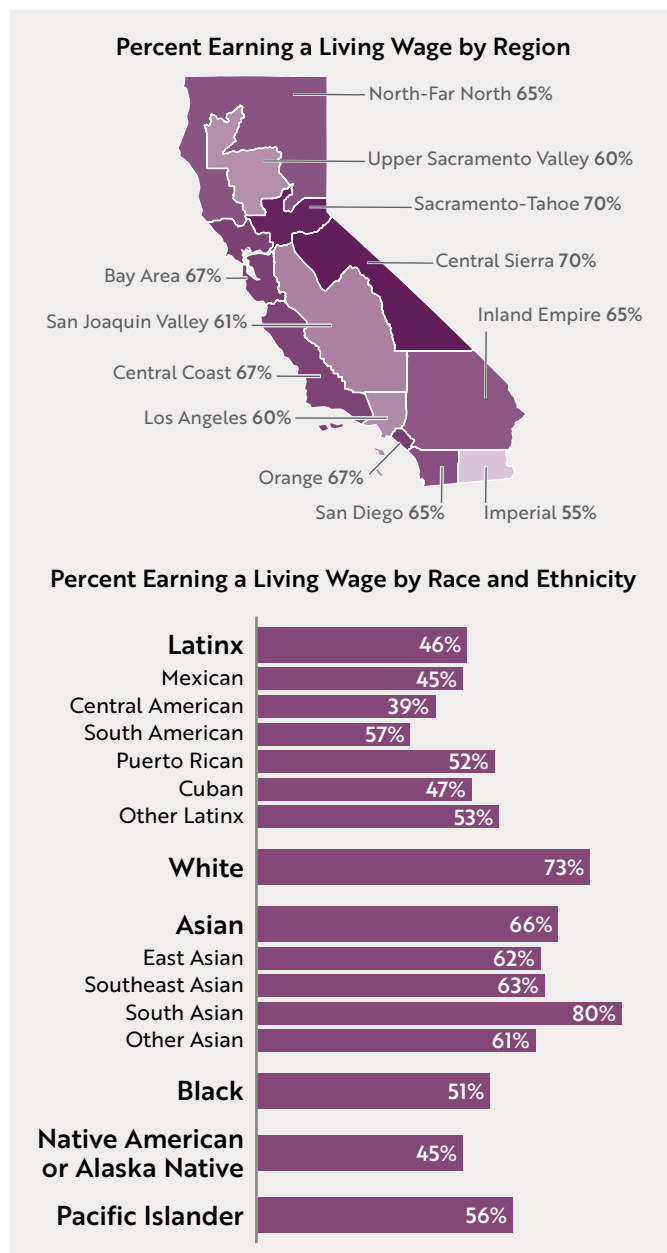 Percent Earning a Living Wage by Region
North-Far North 65%
Upper Sacramento Valley 60%
Sacramento-Tahoe 70%
Central Sierra 70%
Bay Area 67%
Inland Empire 65%
San Joaquin Valley 61%
Central Coast 67%
Los Angeles 60%
Orange 67%
San Diego 65%
Imperial 55%
Percent Earning a Living Wage by Race and Ethnicity
Latinx 46%
Mexican 45%
Central American 39%
South American 57%
Puerto Rican 52%
Cuban 47%
Other Latinx 53%
White 73%
Asian 66%
East Asian 62%
Southeast Asian 63%
South Asian 80%
Other Asian 61%
Black 51%
Native American
or Alaska Native 45%
Pacific Islander 56%